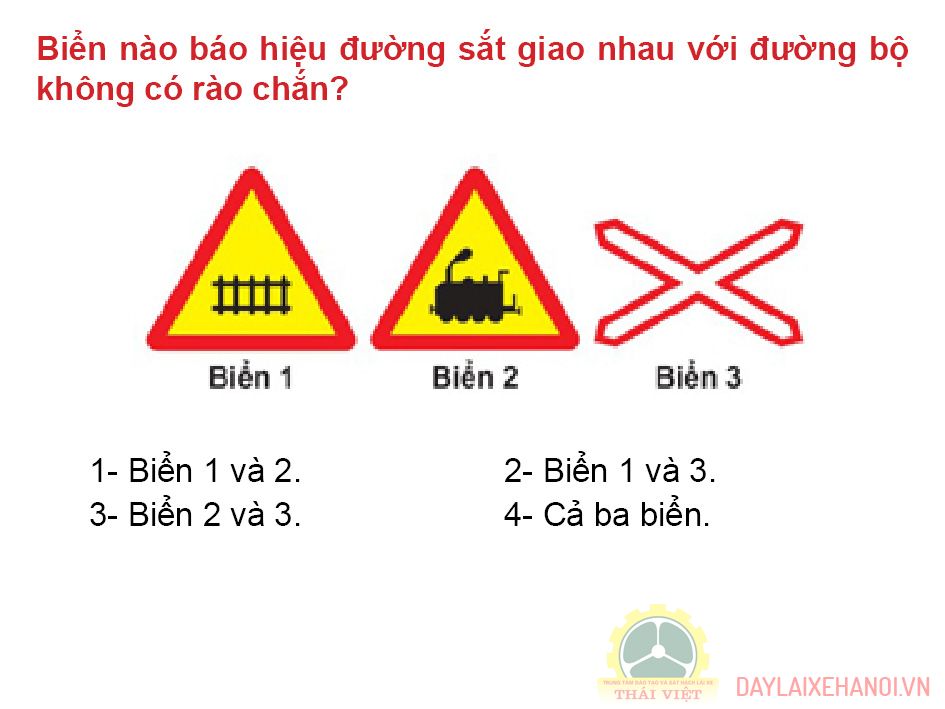 Biển nào báo hiệu đường sắt giao nhau với đường bộ
không có rào chắn?
Biển 1 Biển 2 Biển 3
1- Biển 1 và 2. 2- Biển 1 và 3.
3- Biển 2 và 3. 4- Cả ba biển.
TRUNG TÂM ĐÀO TẠO VÀ SÁT HẠCH LÁI XE
THÁI VIỆT
DAYLAIXEHANOI.VN